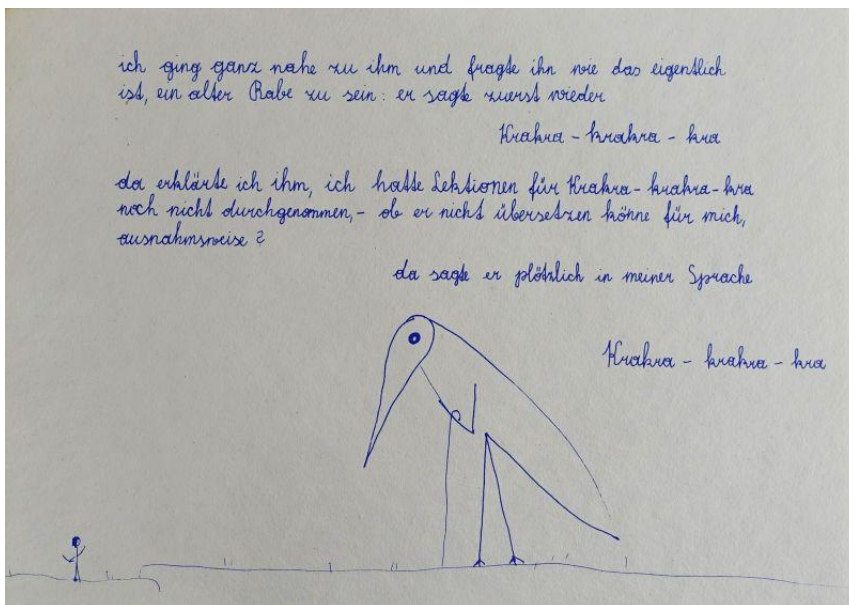 ich ging ganz nahe zu ihm und fragte ihn wie das eigentlich
ist, ein alter Rabe zu sein: er sagte zuerst wieder
Krakra - krakra - kra
da erklärte ich ihm, ich hatte Lektionen für Krakra-krakra-kra
noch nicht durchgenommen,- ob er nicht übersetzen könne für mich,
ausnahmsweise?
da sagte er plötzlich in meiner Sprache
Krakra - krakra - kra